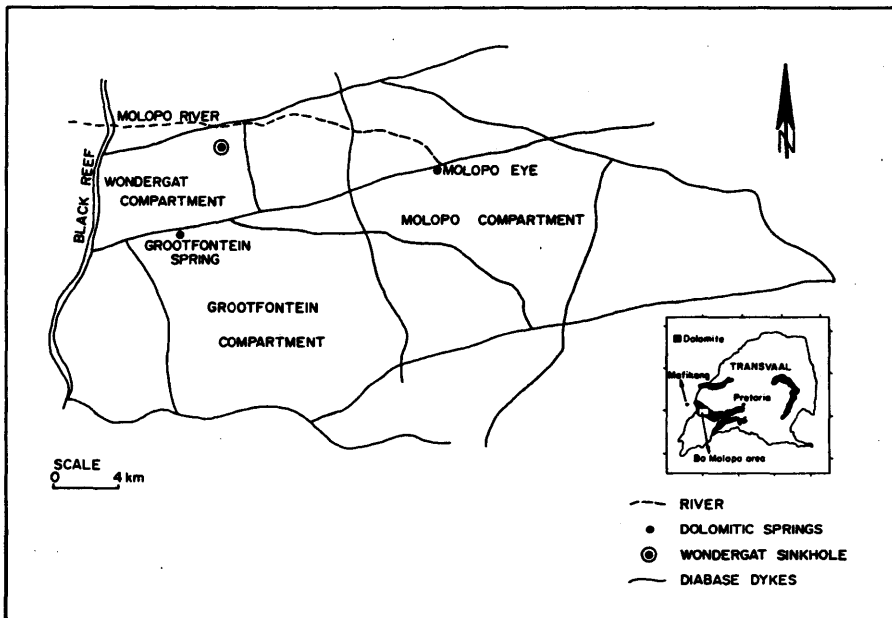 MOLOPO RIVER
BLACK REEF
WONDERGAT
COMPARTMENT
MOLOPO EYE
MOLOPO COMPARTMENT
GROOTFONTEIN
SPRING
GROOTFONTEIN
COMPARTMENT
N
Dolomite
TRANSVAAL
Mafikeng
Pretoria
Bo Molopo area
SCALE
0 4 km
RIVER
DOLOMITIC SPRINGS
WONDERGAT SINKHOLE
DIABASE DYKES